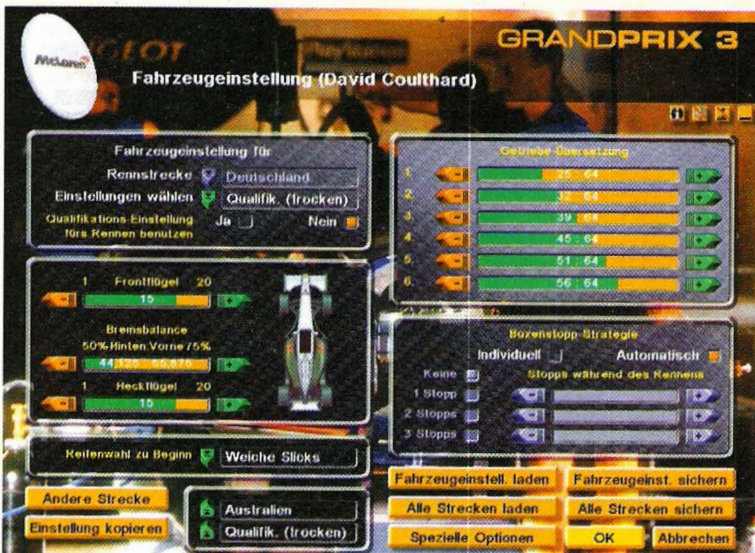 McLaren
GRANDPRIX 3
Fahrzeugeinstellung (David Coulthard)
Fahrzeugeinstellung für
Rennstrecke Deutschland
Einstellungen wählen Qualifik. (trocken)
Qualifikations-Einstellung
fürs Rennen benutzen
Ja Nein
1 Frontflügel 20
15
Bremsbalance
50% Hinten Vorne 75%
1 Heckflügel 20
15
Reifenwahl zu Beginn Weiche Slicks
Andere Strecke
Einstellung kopieren
Australien
Qualifik. (trocken)
Getriebe-Übersetzung
1. 25 : 64
2. 32 : 64
3. 39 : 64
4. 45 : 64
5. 51 : 64
6. 56 : 64
Boxenstopp-Strategie
Individuell Automatisch
Keine Stopps während des Rennens
1 Stopp
2 Stopps
3 Stopps
Fahrzeugeinstell. laden Fahrzeugeinst. sichern
Alle Strecken laden Alle Strecken sichern
Spezielle Optionen OK Abbrechen